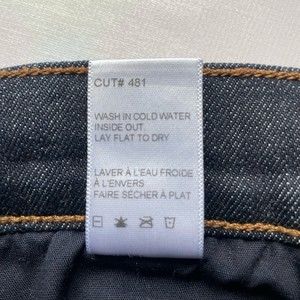 CUT# 481
WASH IN COLD WATER
INSIDE OUT.
LAY FLAT TO DRY
LAVER À L'EAU FROIDE
À L'ENVERS
FAIRE SÉCHER À PLAT